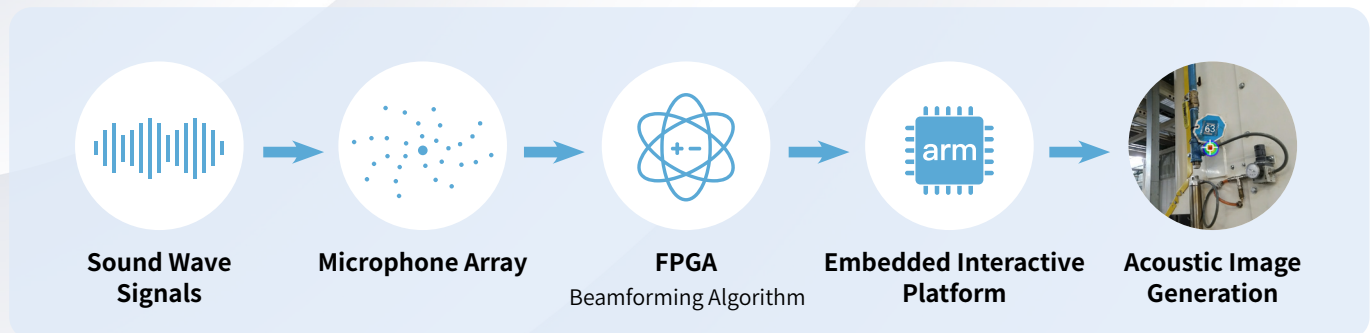 arm
63
Sound Wave
Signals
Microphone Array
FPGA
Beamforming Algorithm
Embedded Interactive
Platform
Acoustic Image
Generation